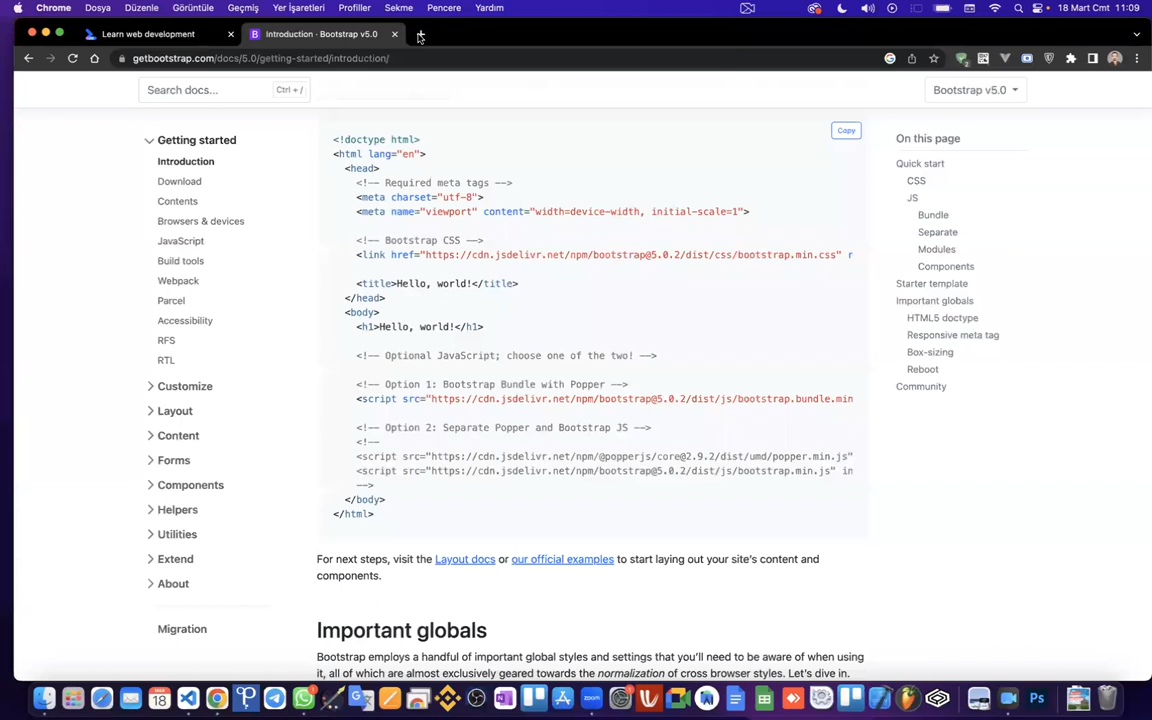 Chrome Dosya Düzenle Görüntüle Geçmiş Yer İşaretleri Profiller Sekme Pencere Yardım 18 Mart Cmt 11:09
Learn web development
Introduction · Bootstrap v5.0
getbootstrap.com/docs/5.0/getting-started/introduction/
Search docs... Ctrl + /
Bootstrap v5.0
Getting started
Introduction
Download
Contents
Browsers & devices
JavaScript
Build tools
Webpack
Parcel
Accessibility
RFS
RTL
Customize
Layout
Content
Forms
Components
Helpers
Utilities
Extend
About
Migration
Copy
<!doctype html>
<html lang="en">
<head>
<!-- Required meta tags -->
<meta charset="utf-8">
<meta name="viewport" content="width=device-width, initial-scale=1">
<!-- Bootstrap CSS -->
<link href="https://cdn.jsdelivr.net/npm/bootstrap@5.0.2/dist/css/bootstrap.min.css" r
<title>Hello, world!</title>
</head>
<body>
<h1>Hello, world!</h1>
<!-- Optional JavaScript; choose one of the two! -->
<!-- Option 1: Bootstrap Bundle with Popper -->
<script src="https://cdn.jsdelivr.net/npm/bootstrap@5.0.2/dist/js/bootstrap.bundle.min
<!-- Option 2: Separate Popper and Bootstrap JS -->
<!--
<script src="https://cdn.jsdelivr.net/npm/@popperjs/core@2.9.2/dist/umd/popper.min.js"
<script src="https://cdn.jsdelivr.net/npm/bootstrap@5.0.2/dist/js/bootstrap.min.js" in
-->
</body>
</html>
For next steps, visit the Layout docs or our official examples to start laying out your site's content and
components.
Important globals
Bootstrap employs a handful of important global styles and settings that you'll need to be aware of when using
it, all of which are almost exclusively geared towards the normalization of cross browser styles. Let's dive in.
On this page
Quick start
CSS
JS
Bundle
Separate
Modules
Components
Starter template
Important globals
HTML5 doctype
Responsive meta tag
Box-sizing
Reboot
Community